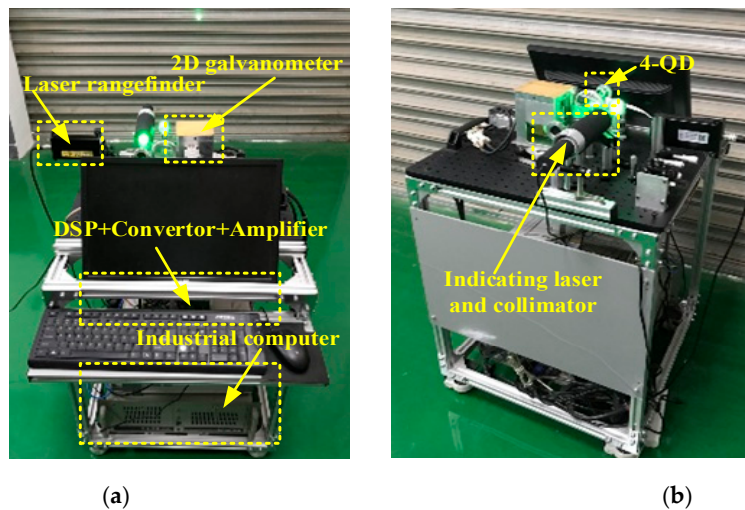 2D galvanometer
Laser rangefinder
DSP+Convertor+Amplifier
Industrial computer
4-QD
Indicating laser
and collimator
(a)
(b)